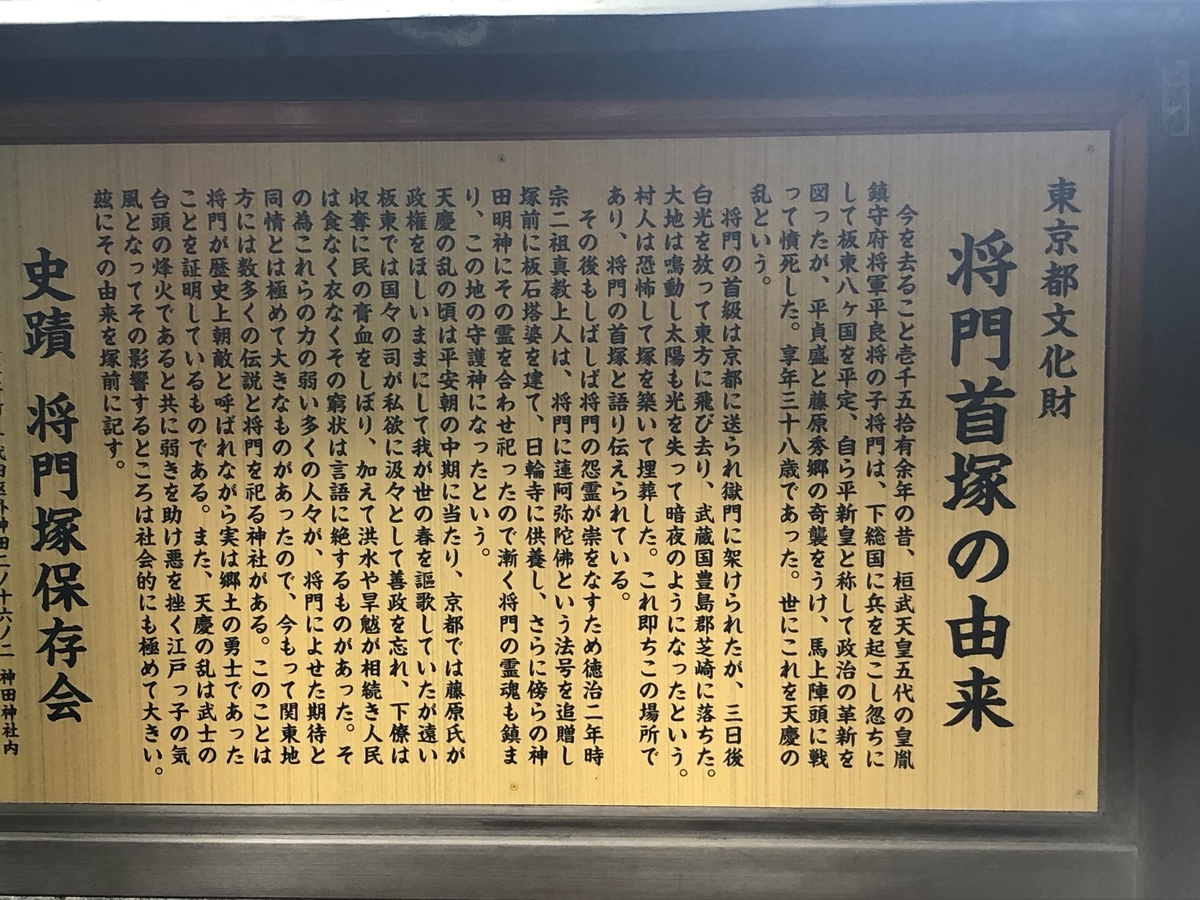 東京都文化財
将門首塚の由来
今を去ること壱千五拾有余年の昔、桓武天皇五代の皇胤
鎮守府将軍平良将の子将門は、下総国に兵を起こし忽ちに
して板東八ヶ国を平定、自ら平新皇と称して政治の革新を
図ったが、平貞盛と藤原秀郷の奇襲をうけ、馬上陣頭に戦
って憤死した。享年三十八歳であった。世にこれを天慶の
乱という。
将門の首級は京都に送られ獄門に架けられたが、三日後
白光を放って東方に飛び去り、武蔵国豊島郡芝崎に落ちた。
大地は鳴動し太陽も光を失って暗夜のようになったという。
村人は恐怖して塚を築いて埋葬した。これ即ちこの場所で
あり、将門の首塚と語り伝えられている。
その後もしばしば将門の怨霊が祟をなすため徳治二年時
宗二祖真教上人は、将門に蓮阿弥陀佛という法号を追贈し
塚前に板石塔婆を建て、日輪寺に供養し、さらに傍らの神
田明神にその霊を合わせ祀ったので漸く将門の霊魂も鎮ま
り、この地の守護神になったという。
天慶の乱の頃は平安朝の中期に当たり、京都では藤原氏が
政権をほしいままにして我が世の春を謳歌していたが遠い
板東では国々の司が私欲に汲々として善政を忘れ、下僚は
収奪に民の膏血をしぼり、加えて洪水や旱魃が相続き人民
は食なく衣なくその窮状は言語に絶するものがあった。そ
の為これらの力の弱い多くの人々が、将門によせた期待と
同情とは極めて大きなものがあったので、今もって関東地
方には数多くの伝説と将門を祀る神社がある。このことは
将門が歴史上朝敵と呼ばれながら実は郷土の勇士であった
ことを証明しているものである。また、天慶の乱は武士の
台頭の烽火であると共に弱きを助け悪を挫く江戸っ子の気
風となってその影響するところは社会的にも極めて大きい。
茲にその由来を塚前に記す。
史蹟 将門塚保存会
代田区外神田二ノ十六ノ二 神田神社内